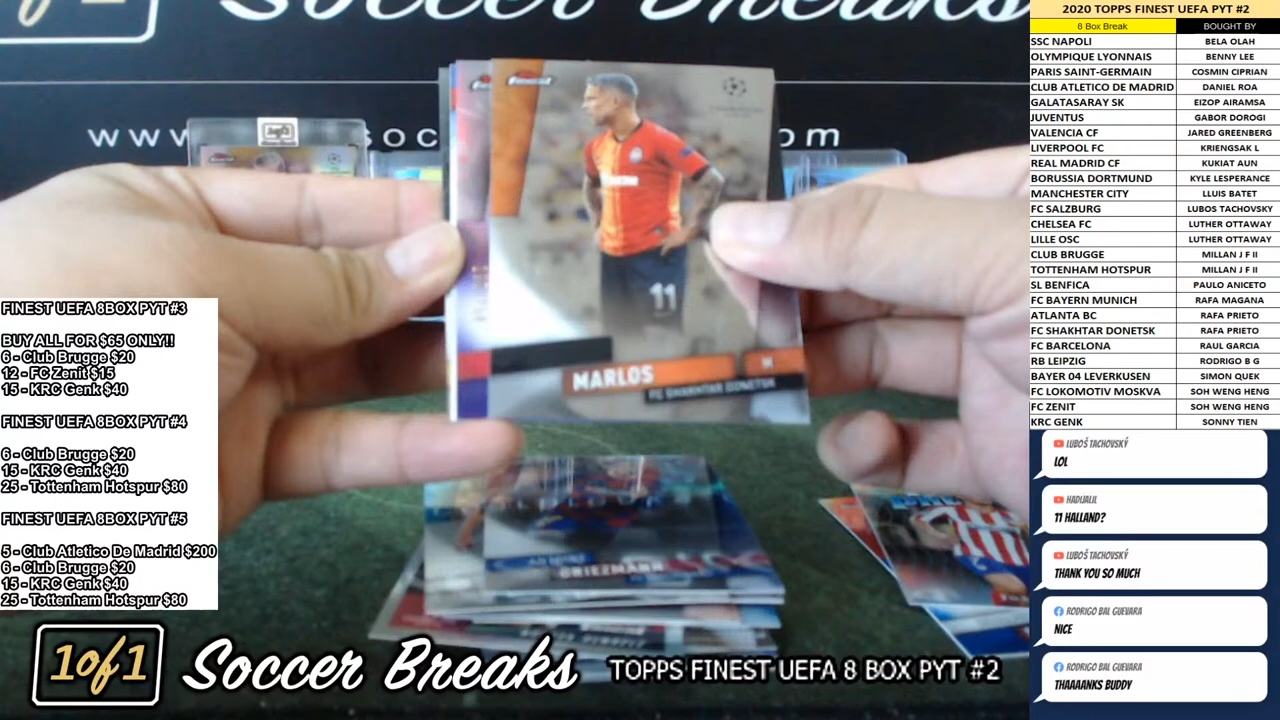 Soccer Breaks
www.soc
om
Finest
11
MARLOS
FC SHAKHTAR DONETSK
GRIEZMANN
FINEST UEFA 8BOX PYT #3
BUY ALL FOR $65 ONLY!!
6 - Club Brugge $20
12 - FC Zenit $15
15 - KRC Genk $40
FINEST UEFA 8BOX PYT #4
6 - Club Brugge $20
15 - KRC Genk $40
25 - Tottenham Hotspur $80
FINEST UEFA 8BOX PYT #5
5 - Club Atletico De Madrid $200
6 - Club Brugge $20
15 - KRC Genk $40
25 - Tottenham Hotspur $80
1of1 Soccer Breaks TOPPS FINEST UEFA 8 BOX PYT #2
2020 TOPPS FINEST UEFA PYT #2
8 Box Break BOUGHT BY
SSC NAPOLI BELA OLAH
OLYMPIQUE LYONNAIS BENNY LEE
PARIS SAINT-GERMAIN COSMIN CIPRIAN
CLUB ATLETICO DE MADRID DANIEL ROA
GALATASARAY SK EIZOP AIRAMSA
JUVENTUS GABOR DOROGI
VALENCIA CF JARED GREENBERG
LIVERPOOL FC KRIENGSAK L
REAL MADRID CF KUKIAT AUN
BORUSSIA DORTMUND KYLE LESPERANCE
MANCHESTER CITY LLUIS BATET
FC SALZBURG LUBOS TACHOVSKY
CHELSEA FC LUTHER OTTAWAY
LILLE OSC LUTHER OTTAWAY
CLUB BRUGGE MILLAN J F II
TOTTENHAM HOTSPUR MILLAN J F II
SL BENFICA PAULO ANICETO
FC BAYERN MUNICH RAFA MAGANA
ATLANTA BC RAFA PRIETO
FC SHAKHTAR DONETSK RAFA PRIETO
FC BARCELONA RAUL GARCIA
RB LEIPZIG RODRIGO B G
BAYER 04 LEVERKUSEN SIMON QUEK
FC LOKOMOTIV MOSKVA SOH WENG HENG
FC ZENIT SOH WENG HENG
KRC GENK SONNY TIEN
LUBOŠ TACHOVSKÝ
LOL
HADIJALIL
11 HALLAND?
LUBOŠ TACHOVSKÝ
THANK YOU SO MUCH
RODRIGO BAL GUEVARA
NICE
RODRIGO BAL GUEVARA
THAAAANKS BUDDY